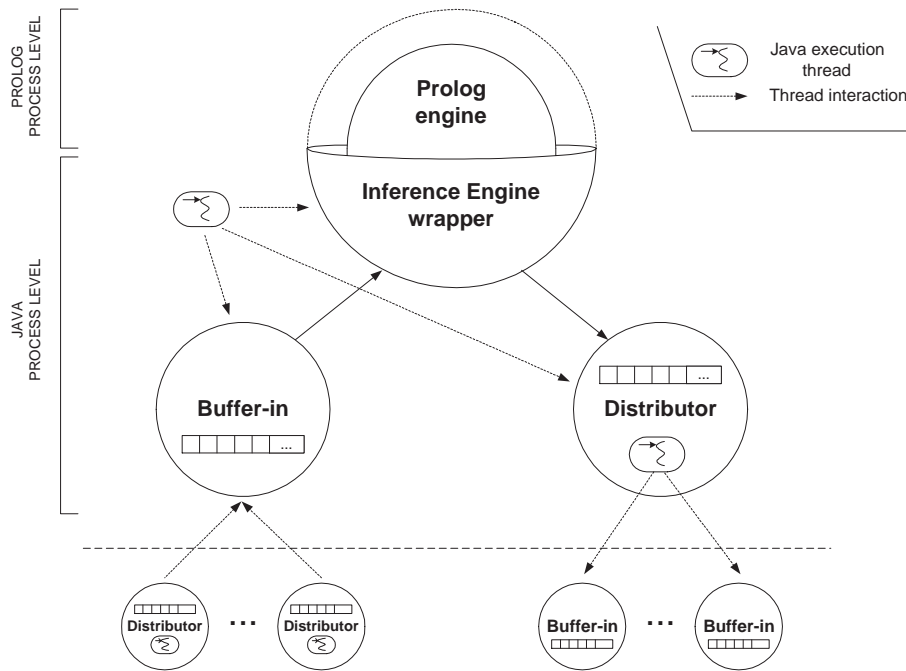 PROLOG
PROCESS LEVEL
Prolog
engine
Java execution
thread
Thread interaction
Inference Engine
wrapper
JAVA
PROCESS LEVEL
Buffer-in
...
...
Distributor
Distributor
...
Distributor
Buffer-in
...
Buffer-in